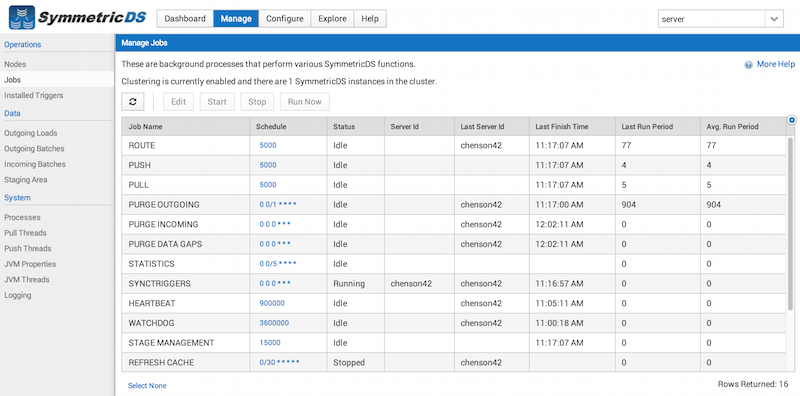 SymmetricDS Dashboard Manage Configure Explore Help server
Operations
Nodes
Jobs
Installed Triggers
Data
Outgoing Loads
Outgoing Batches
Incoming Batches
Staging Area
System
Processes
Pull Threads
Push Threads
JVM Properties
JVM Threads
Logging
Manage Jobs
These are background processes that perform various SymmetricDS functions. More Help
Clustering is currently enabled and there are 1 SymmetricDS instances in the cluster.
Edit Start Stop Run Now
Job Name Schedule Status Server Id Last Server Id Last Finish Time Last Run Period Avg. Run Period
ROUTE 5000 Idle chenson42 11:17:07 AM 77 77
PUSH 5000 Idle 11:17:07 AM 4 4
PULL 5000 Idle 11:17:07 AM 5 5
PURGE OUTGOING 0 0/1 * * * * Idle chenson42 11:17:00 AM 904 904
PURGE INCOMING 0 0 0 * * * Idle chenson42 12:02:11 AM 0 0
PURGE DATA GAPS 0 0 0 * * * Idle chenson42 12:02:11 AM 0 0
STATISTICS 0 0/5 * * * * Idle 0 0
SYNCTRIGGERS 0 0 0 * * * Running chenson42 chenson42 11:16:57 AM 0 0
HEARTBEAT 900000 Idle chenson42 11:05:11 AM 0 0
WATCHDOG 3600000 Idle chenson42 11:00:18 AM 0 0
STAGE MANAGEMENT 15000 Idle 11:17:07 AM 0 0
REFRESH CACHE 0/30 * * * * * Stopped chenson42 0 0
Select None Rows Returned: 16